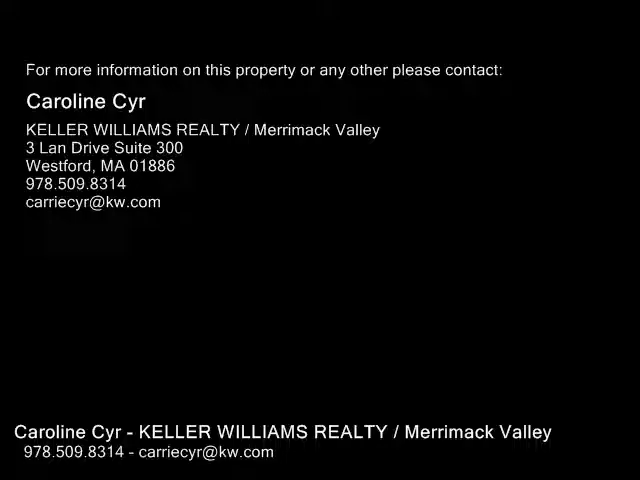 For more information on this property or any other please contact:
Caroline Cyr
KELLER WILLIAMS REALTY / Merrimack Valley
3 Lan Drive Suite 300
Westford, MA 01886
978.509.8314
carriecyr@kw.com
Caroline Cyr - KELLER WILLIAMS REALTY / Merrimack Valley
978.509.8314 - carriecyr@kw.com